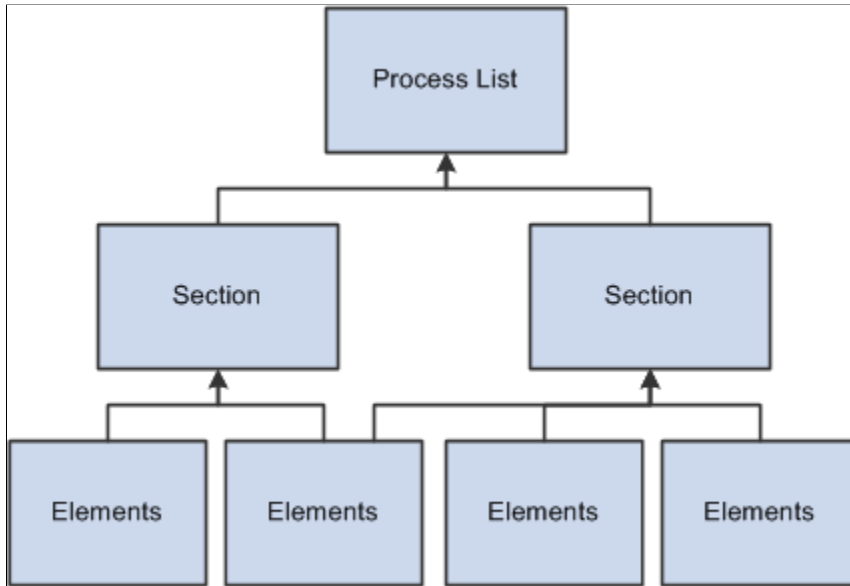 Process List
Section
Section
Elements
Elements
Elements
Elements